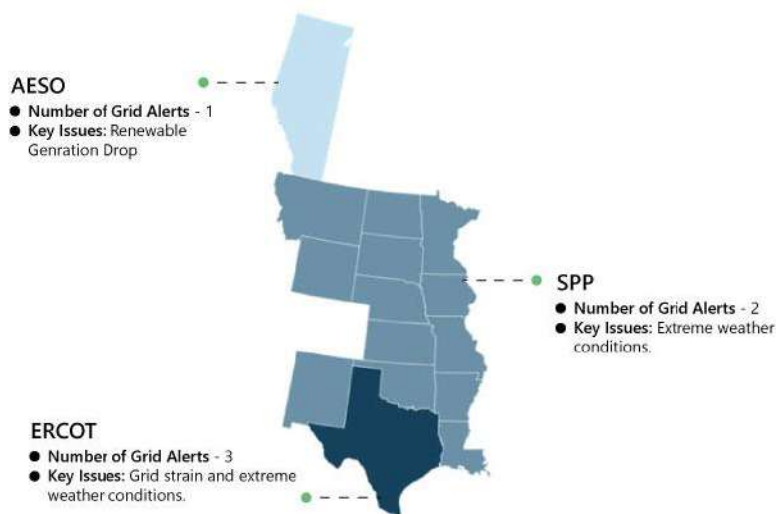 AESO
● Number of Grid Alerts - 1
● Key Issues: Renewable
Genration Drop
SPP
● Number of Grid Alerts - 2
● Key Issues: Extreme weather
conditions.
ERCOT
● Number of Grid Alerts - 3
● Key Issues: Grid strain and extreme
weather conditions.